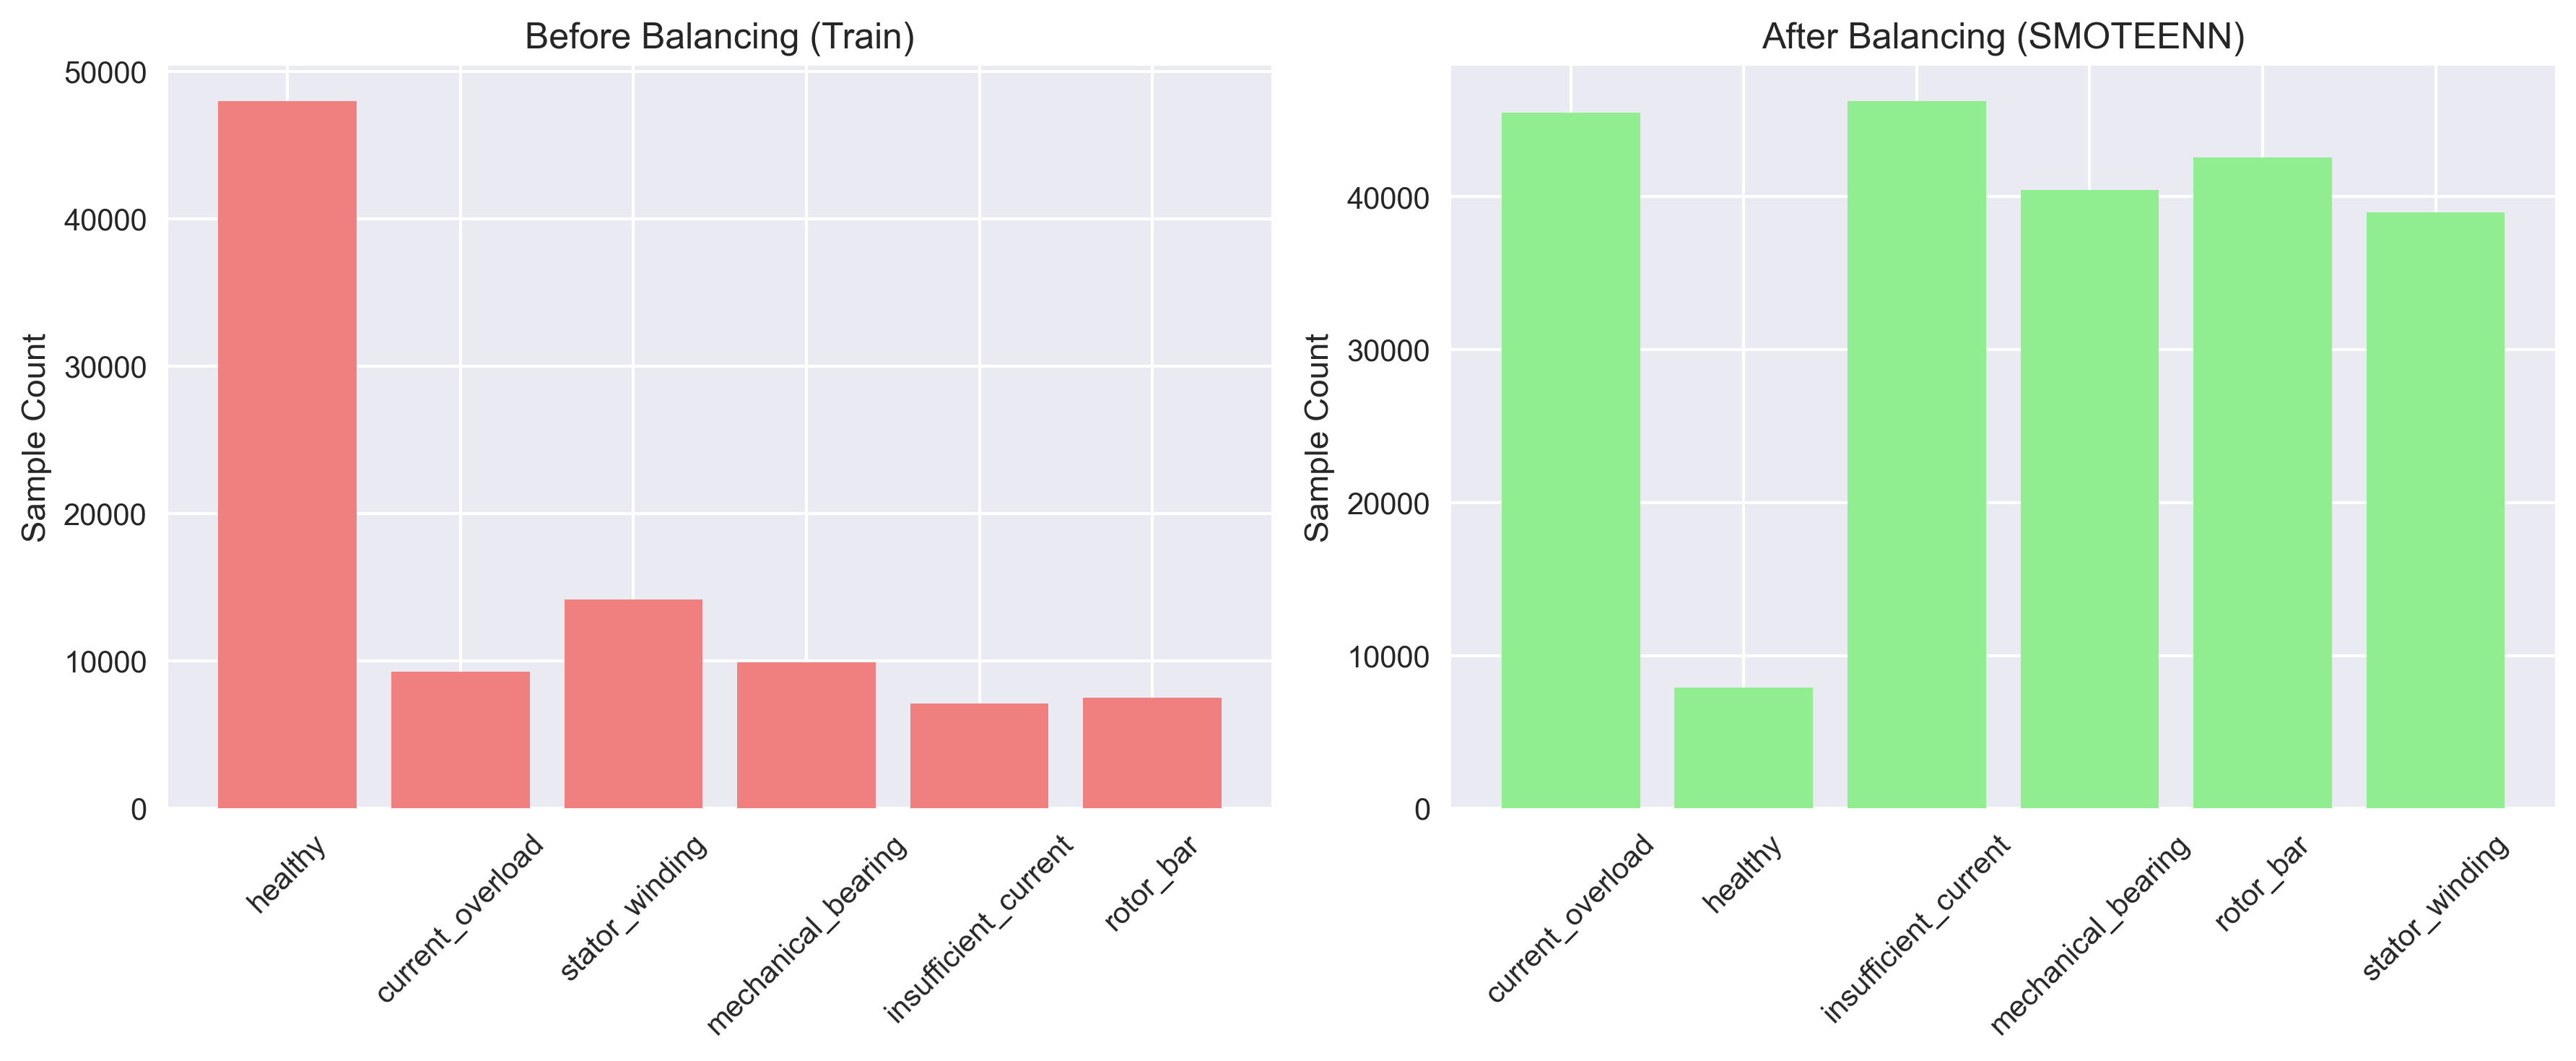 Before Balancing (Train)
Sample Count
50000
40000
30000
20000
10000
0
healthy
current_overload
stator_winding
mechanical_bearing
insufficient_current
rotor_bar
After Balancing (SMOTEENN)
Sample Count
40000
30000
20000
10000
0
current_overload
healthy
insufficient_current
mechanical_bearing
rotor_bar
stator_winding